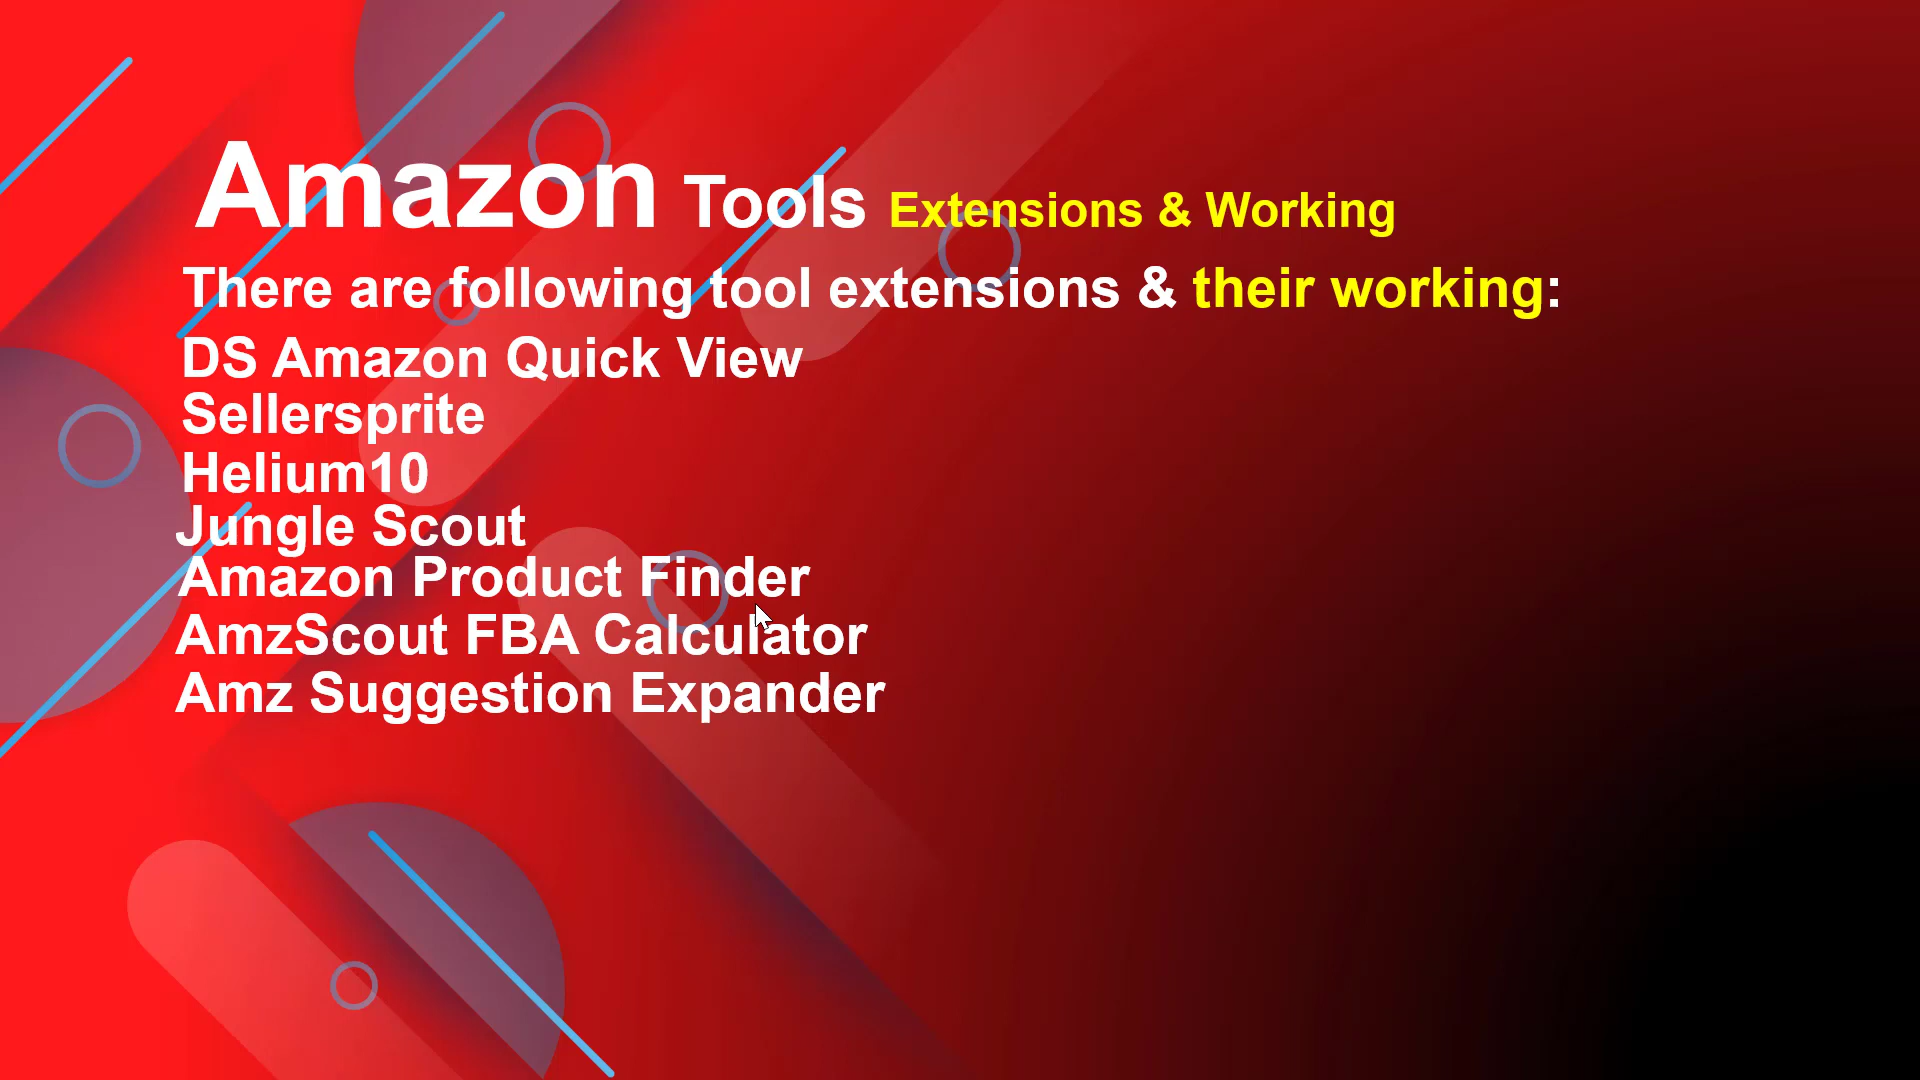 Amazon Tools Extensions & Working
There are following tool extensions & their working:
DS Amazon Quick View
Sellersprite
Helium10
Jungle Scout
Amazon Product Finder
AmzScout FBA Calculator
Amz Suggestion Expander